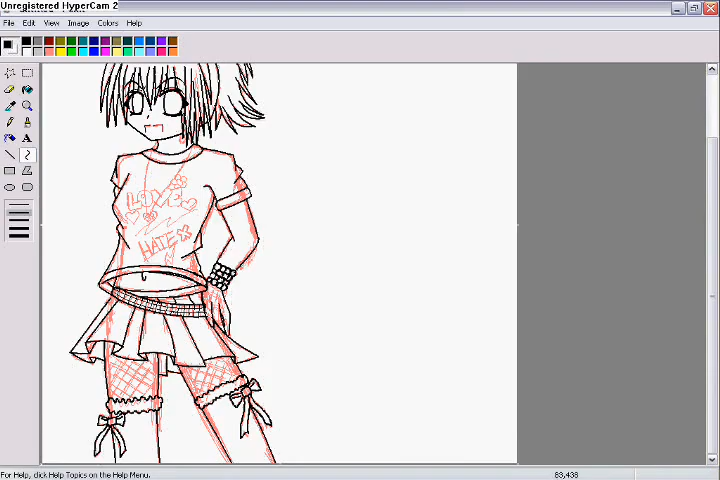 Unregistered HyperCam 2
File Edit View Image Colors Help
A
LOVE
HATE
For Help, click Help Topics on the Help Menu.
83,438